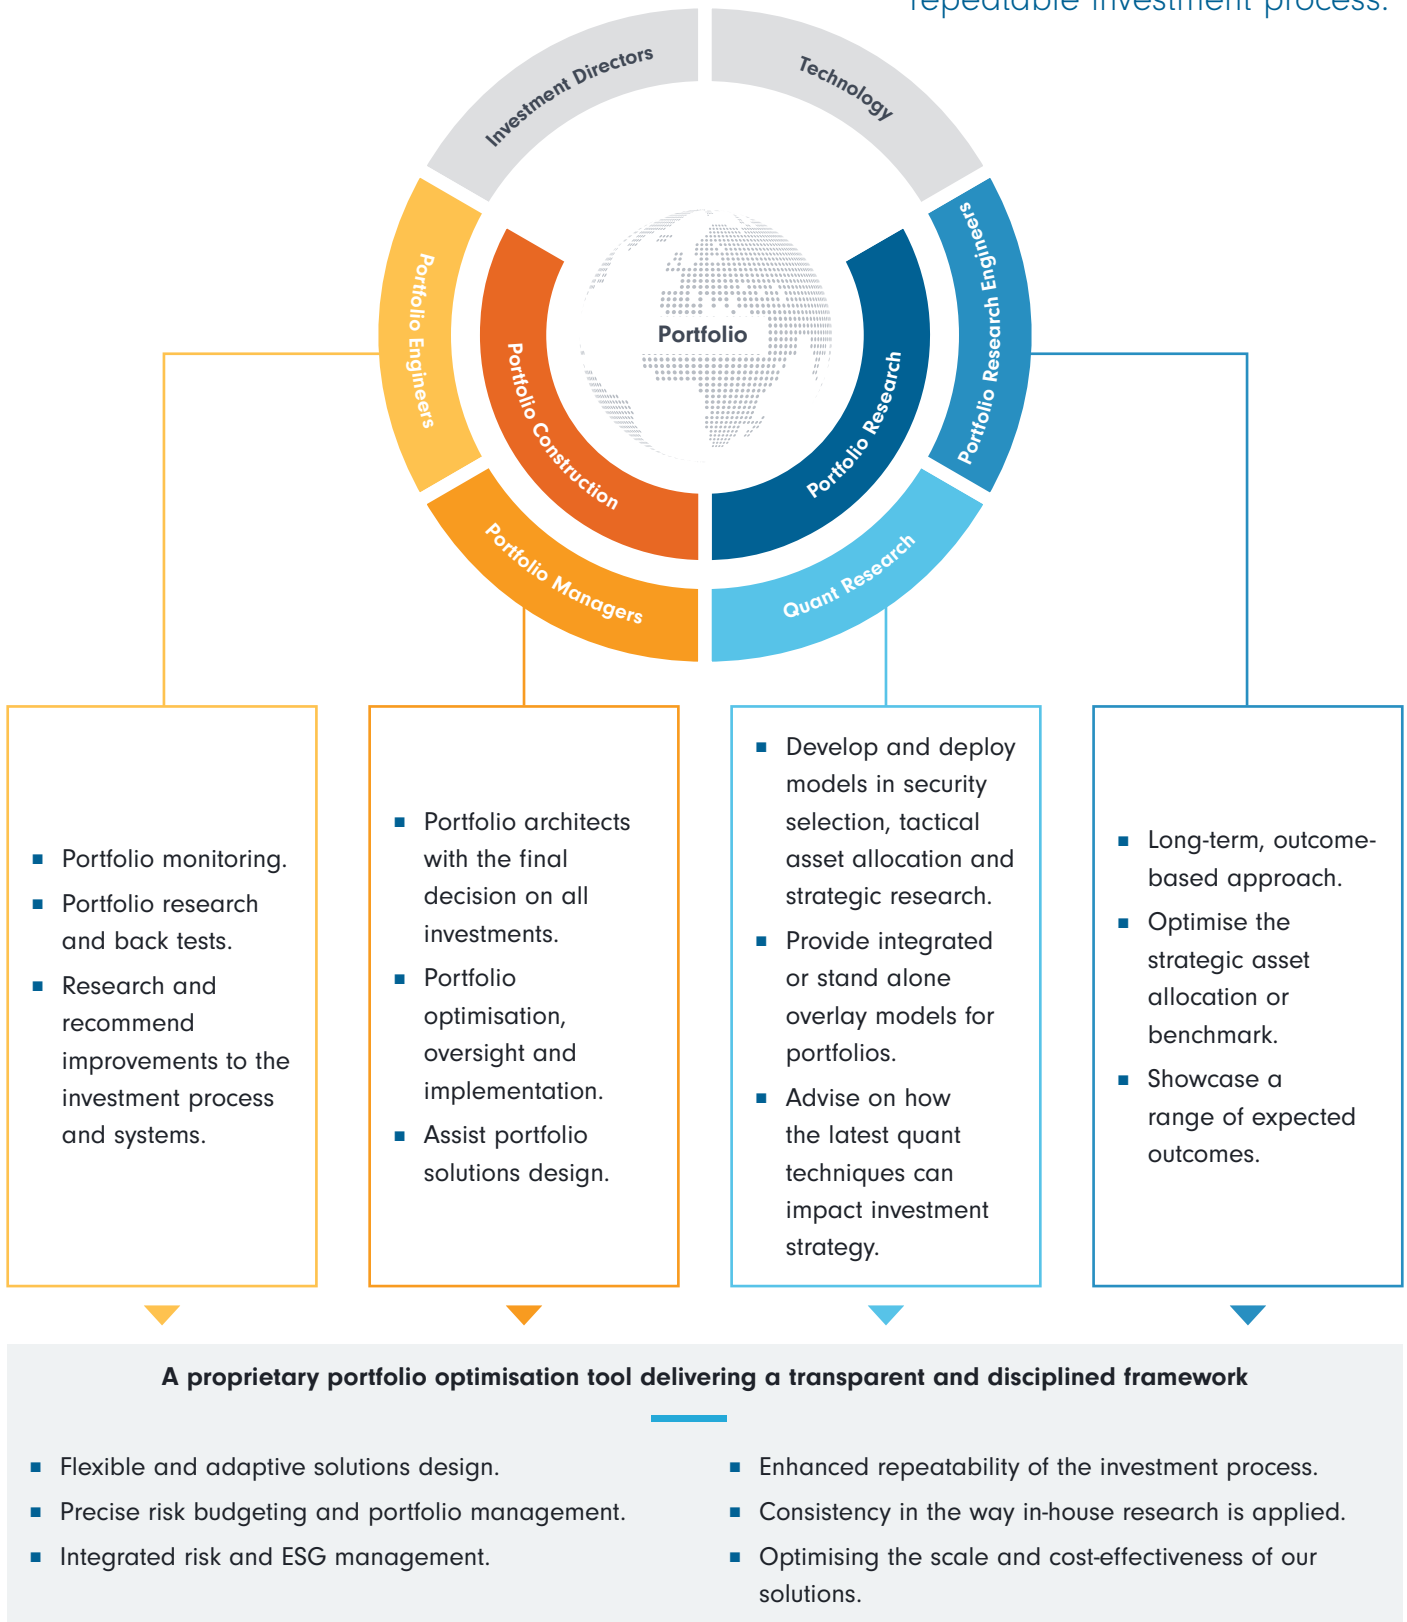 repeatable investment process.
Investment Directors
Technology
Portfolio Engineers
Portfolio Research Engineers
Portfolio
Portfolio Construction
Portfolio Research
Portfolio Managers
Quant Research
■ Portfolio monitoring.
■ Portfolio research
and back tests.
■ Research and
recommend
improvements to the
investment process
and systems.
■ Portfolio architects
with the final
decision on all
investments.
■ Portfolio
optimisation,
oversight and
implementation.
■ Assist portfolio
solutions design.
■ Develop and deploy
models in security
selection, tactical
asset allocation and
strategic research.
■ Provide integrated
or stand alone
overlay models for
portfolios.
■ Advise on how
the latest quant
techniques can
impact investment
strategy.
■ Long-term, outcome-
based approach.
■ Optimise the
strategic asset
allocation or
benchmark.
■ Showcase a
range of expected
outcomes.
A proprietary portfolio optimisation tool delivering a transparent and disciplined framework
■ Flexible and adaptive solutions design.
■ Precise risk budgeting and portfolio management.
■ Integrated risk and ESG management.
■ Enhanced repeatability of the investment process.
■ Consistency in the way in-house research is applied.
■ Optimising the scale and cost-effectiveness of our
solutions.